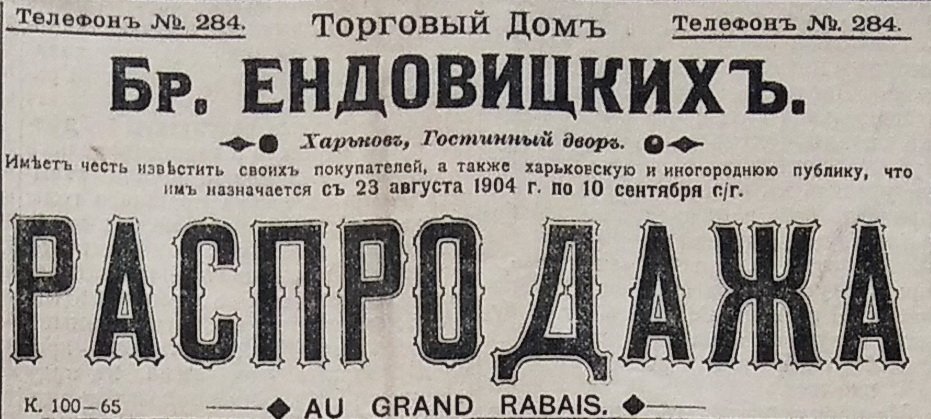 Телефонъ №. 284. Торговый Домъ Телефонъ №. 284.
Бр. ЕНДОВИЦКИХЪ.
Харьковъ, Гостинный дворъ.
Имѣетъ честь извѣстить своихъ покупателей, а также харьковскую и иногороднюю публику, что
имъ назначается съ 23 августа 1904 г. по 10 сентября с/г.
РАСПРОДАЖА
К. 100—65 AU GRAND RABAIS.